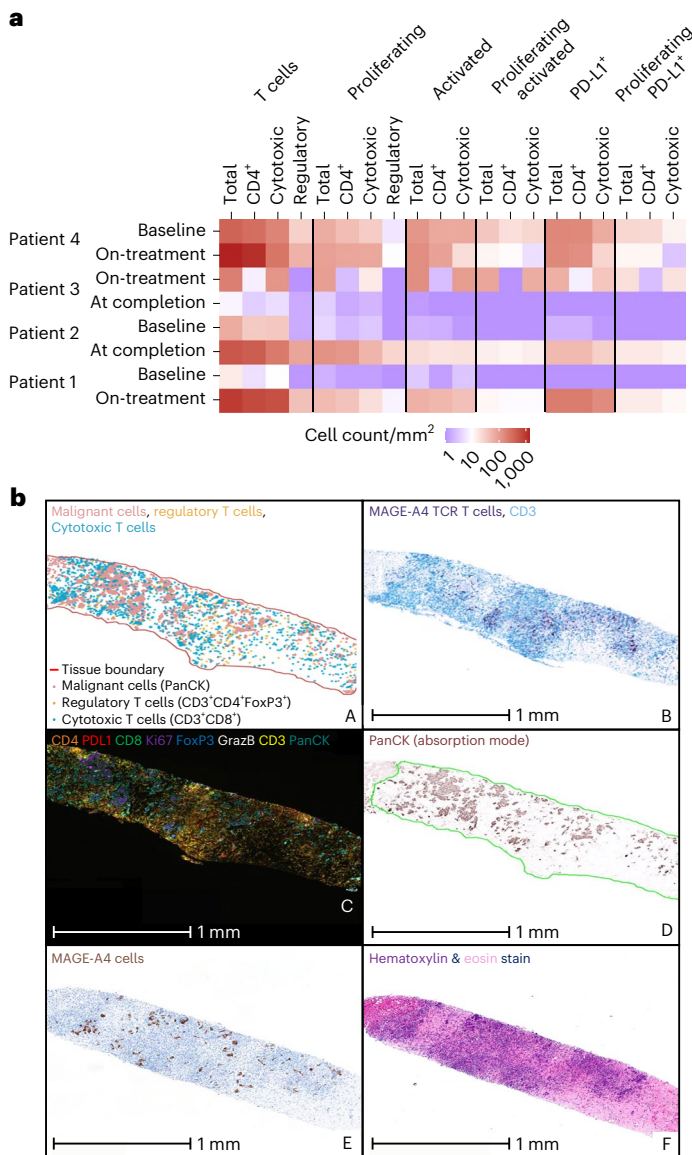 a
T cells
Proliferating
Activated
Proliferating
activated
PD-L1+
Proliferating
PD-L1+
Total
CD4+
Cytotoxic
Regulatory
Total
CD4+
Cytotoxic
Regulatory
Total
CD4+
Cytotoxic
Total
CD4+
Cytotoxic
Total
CD4+
Cytotoxic
Total
CD4+
Cytotoxic
Patient 4
Baseline
On-treatment
Patient 3
On-treatment
At completion
Patient 2
Baseline
At completion
Patient 1
Baseline
On-treatment
Cell count/mm2
1
10
100
1,000
b
Malignant cells, regulatory T cells,
Cytotoxic T cells
Tissue boundary
Malignant cells (PanCK)
Regulatory T cells (CD3+CD4+FoxP3+)
Cytotoxic T cells (CD3+CD8+)
A
MAGE-A4 TCR T cells, CD3
1 mm
B
CD4 PDL1 CD8 Ki67 FoxP3 GrazB CD3 PanCK
1 mm
C
PanCK (absorption mode)
1 mm
D
MAGE-A4 cells
1 mm
E
Hematoxylin & eosin stain
1 mm
F